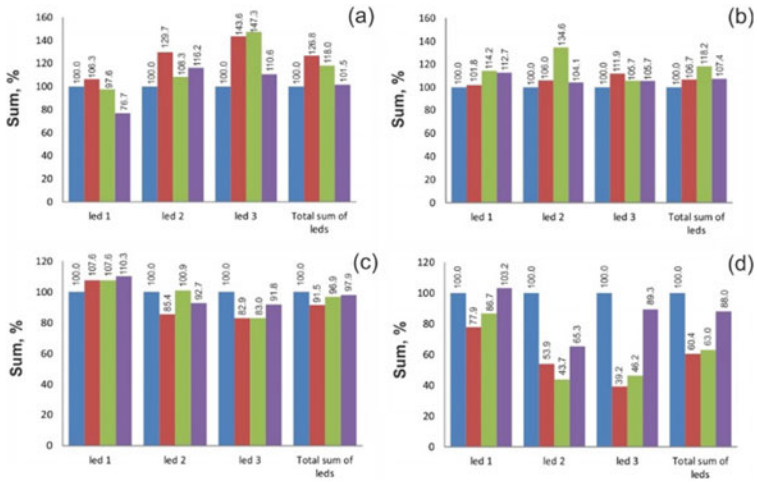 (a)
Sum, %
160
140
120
100
80
60
40
20
0
100.0 106.3 97.6 76.7
100.0 129.7 108.3 116.2
100.0 143.6 147.3 110.6
100.0 126.8 118.0 101.5
led 1 led 2 led 3 Total sum of
leds
(b)
Sum, %
160
140
120
100
80
60
40
20
0
100.0 101.8 114.2 112.7
100.0 106.0 134.6 104.1
100.0 111.9 105.7 105.7
100.0 106.7 118.2 107.4
led 1 led 2 led 3 Total sum of
leds
(c)
Sum, %
120
100
80
60
40
20
0
100.0 107.6 107.6 110.3
100.0 85.4 100.9 92.7
100.0 82.9 83.0 91.8
100.0 91.5 96.9 97.9
led 1 led 2 led 3 Total sum of
leds
(d)
Sum, %
120
100
80
60
40
20
0
100.0 77.9 86.7 103.2
100.0 53.9 43.7 65.3
100.0 39.2 46.2 89.3
100.0 60.4 63.0 88.0
led 1 led 2 led 3 Total sum of
leds